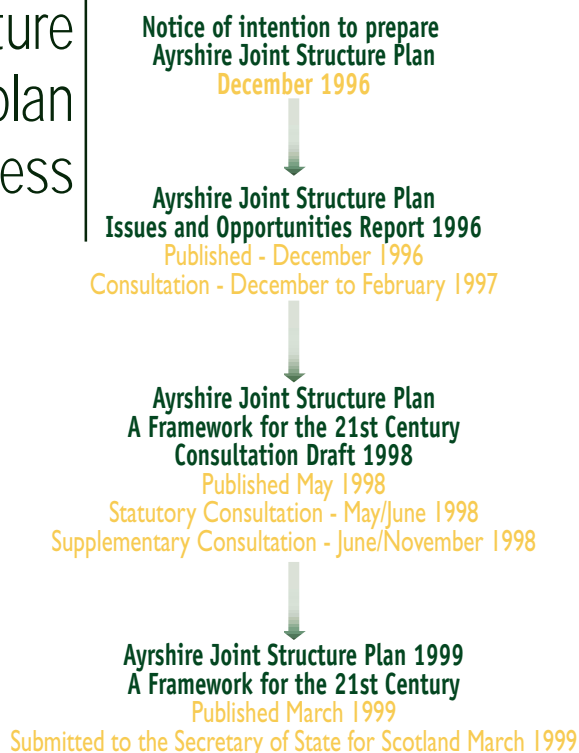 plan
Notice of intention to prepare
Ayrshire Joint Structure Plan
December 1996
Ayrshire Joint Structure Plan
Issues and Opportunities Report 1996
Published - December 1996
Consultation - December to February 1997
Ayrshire Joint Structure Plan
A Framework for the 21st Century
Consultation Draft 1998
Published May 1998
Statutory Consultation - May/June 1998
Supplementary Consultation - June/November 1998
Ayrshire Joint Structure Plan 1999
A Framework for the 21st Century
Published March 1999
Submitted to the Secretary of State for Scotland March 1999